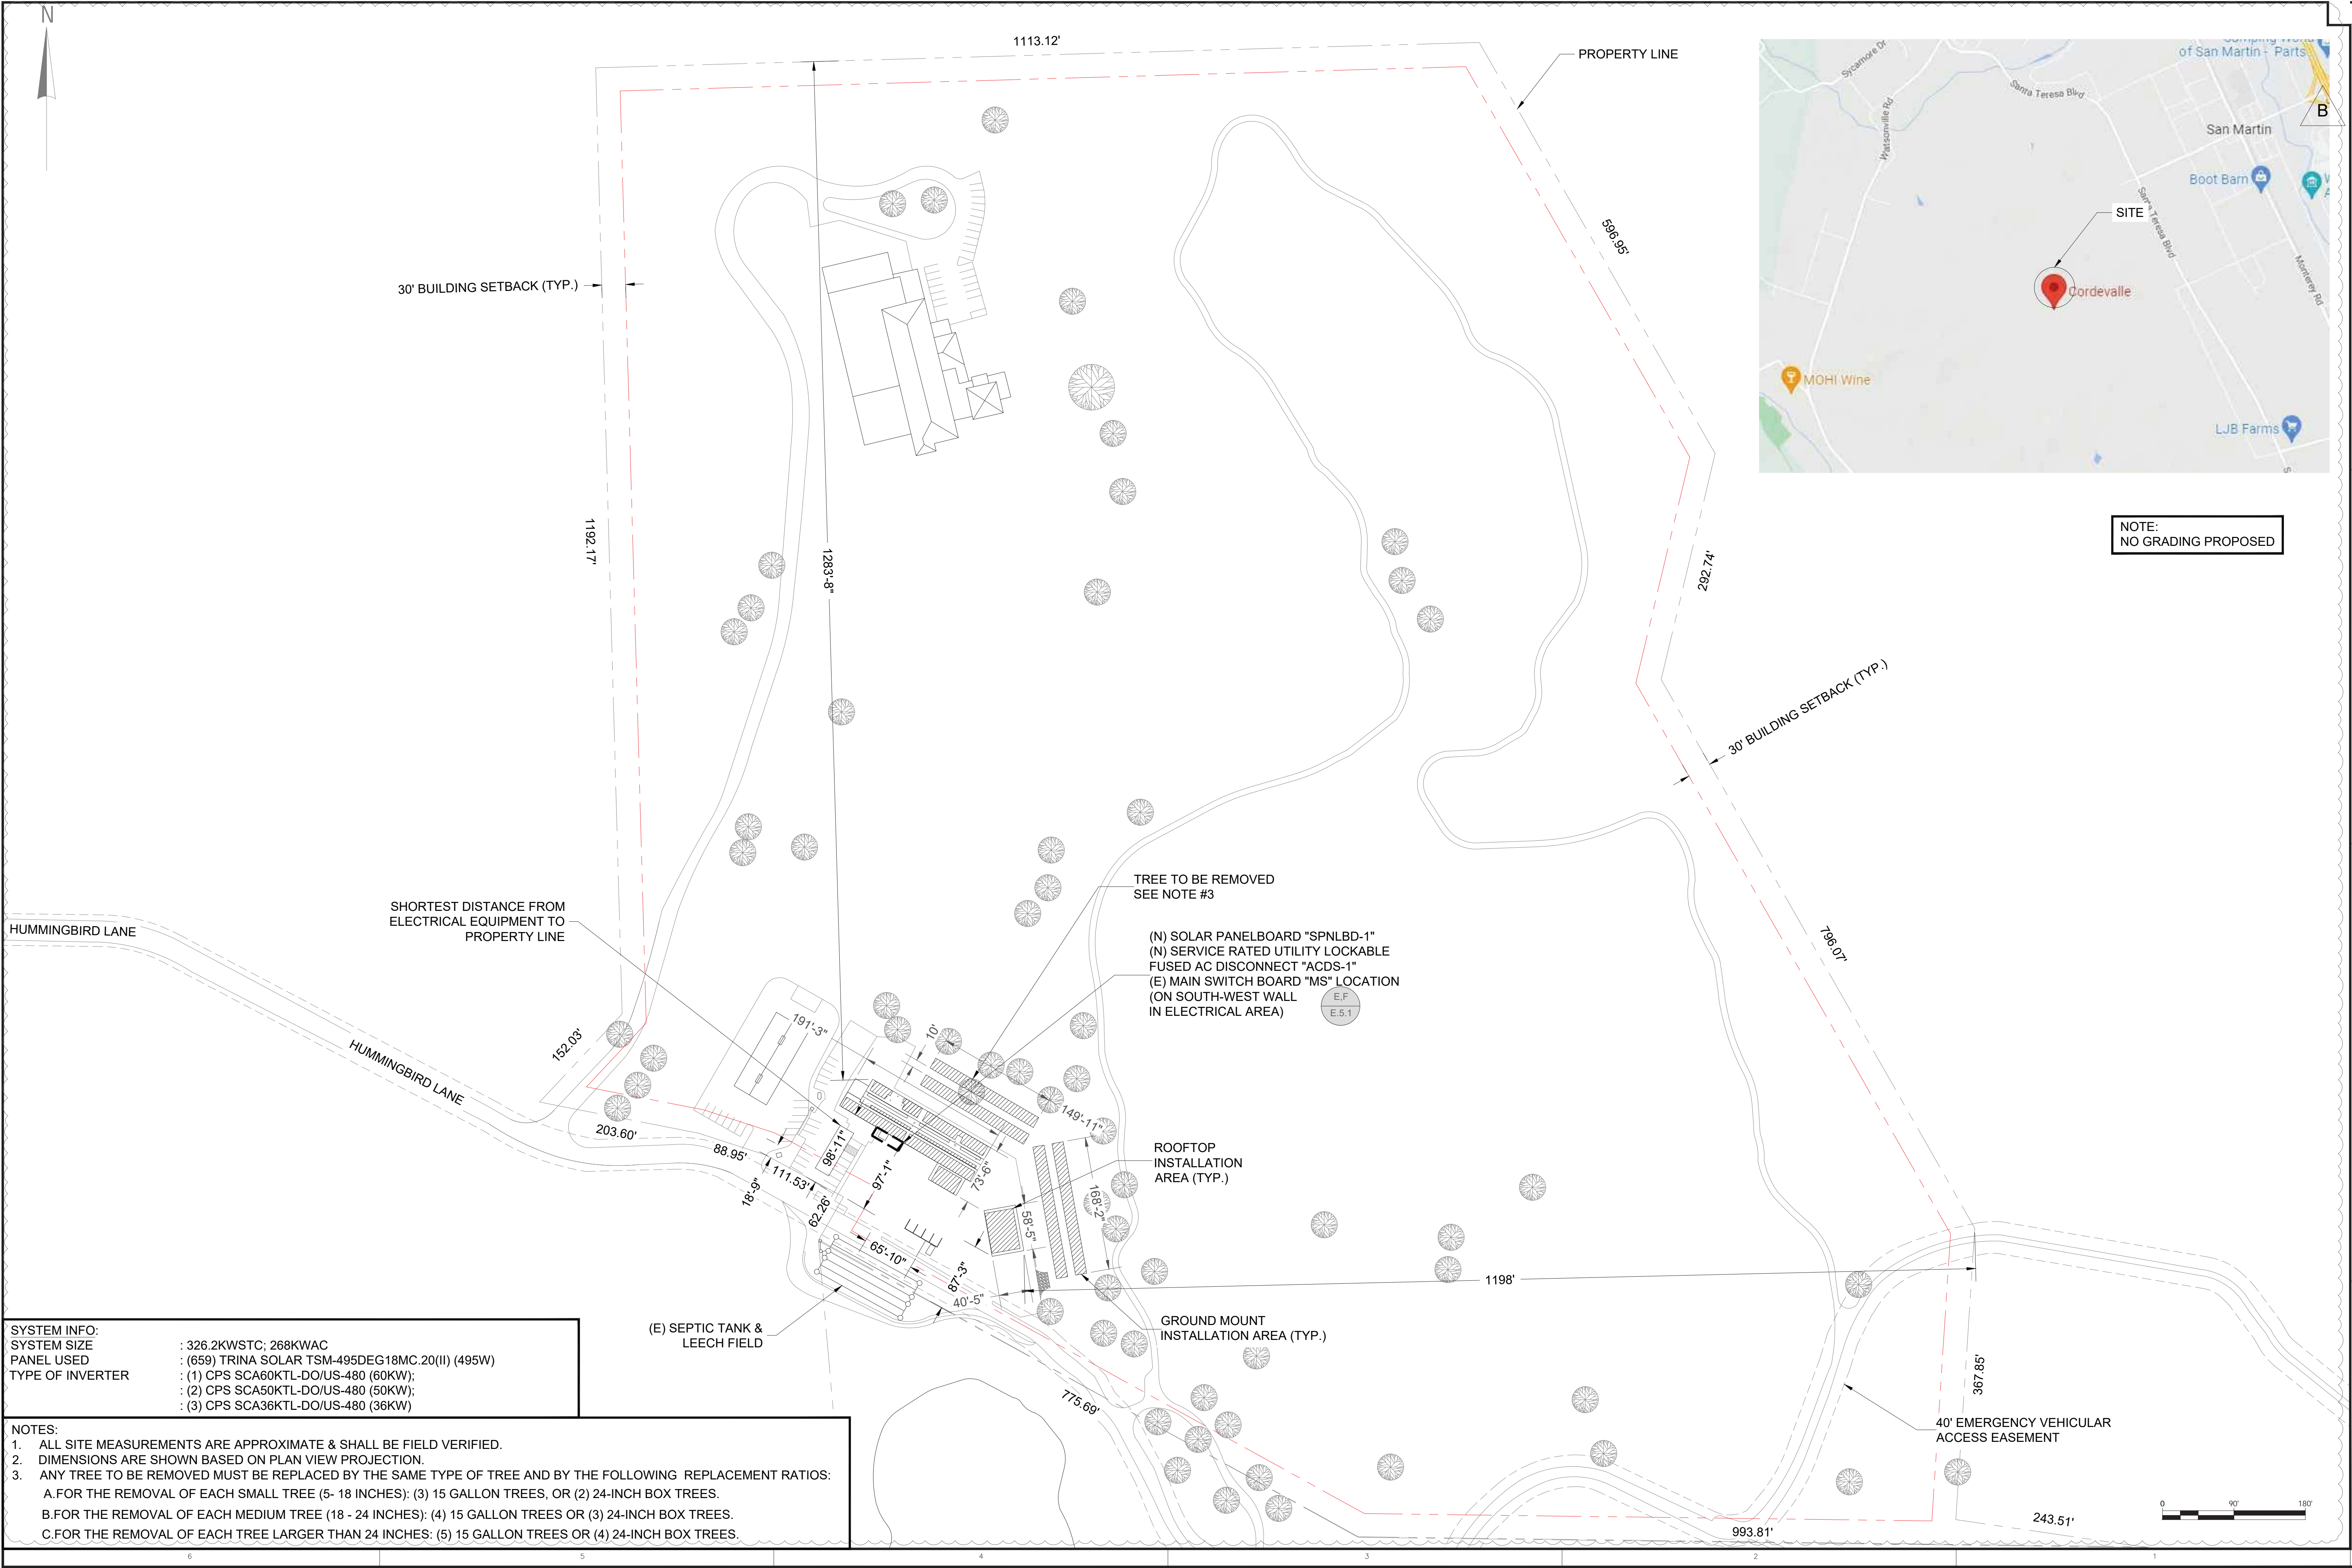 N
1113.12'
PROPERTY LINE
of San Martin - Parts
Sycamore Dr
Santa Teresa Blvd
B
San Martin
Watsonville Rd
Boot Barn
SITE
Santa Teresa Blvd
Monterey Rd
Cordevalle
MOHI Wine
LJB Farms
S
596.95'
30' BUILDING SETBACK (TYP.)
1192.17'
1283'-8"
NOTE:
NO GRADING PROPOSED
292.74'
30' BUILDING SETBACK (TYP.)
796.07'
TREE TO BE REMOVED
SEE NOTE #3
SHORTEST DISTANCE FROM
ELECTRICAL EQUIPMENT TO
PROPERTY LINE
HUMMINGBIRD LANE
(N) SOLAR PANELBOARD "SPNLBD-1"
(N) SERVICE RATED UTILITY LOCKABLE
FUSED AC DISCONNECT "ACDS-1"
(E) MAIN SWITCH BOARD "MS" LOCATION
(ON SOUTH-WEST WALL
IN ELECTRICAL AREA)
E,F
E.5.1
152.03'
HUMMINGBIRD LANE
191'-3"
10'
149'-11"
203.60'
88.95'
111.53'
18'-9"
98'-11"
97'-1"
62.26'
73'-6"
168'-2"
58'-5"
65'-10"
87'-3"
40'-5"
ROOFTOP
INSTALLATION
AREA (TYP.)
1198'
GROUND MOUNT
INSTALLATION AREA (TYP.)
(E) SEPTIC TANK &
LEECH FIELD
775.69'
367.85'
40' EMERGENCY VEHICULAR
ACCESS EASEMENT
993.81'
243.51'
0 90' 180'
SYSTEM INFO:
SYSTEM SIZE : 326.2KWSTC; 268KWAC
PANEL USED : (659) TRINA SOLAR TSM-495DEG18MC.20(II) (495W)
TYPE OF INVERTER : (1) CPS SCA60KTL-DO/US-480 (60KW);
: (2) CPS SCA50KTL-DO/US-480 (50KW);
: (3) CPS SCA36KTL-DO/US-480 (36KW)
NOTES:
1. ALL SITE MEASUREMENTS ARE APPROXIMATE & SHALL BE FIELD VERIFIED.
2. DIMENSIONS ARE SHOWN BASED ON PLAN VIEW PROJECTION.
3. ANY TREE TO BE REMOVED MUST BE REPLACED BY THE SAME TYPE OF TREE AND BY THE FOLLOWING REPLACEMENT RATIOS:
A.FOR THE REMOVAL OF EACH SMALL TREE (5- 18 INCHES): (3) 15 GALLON TREES, OR (2) 24-INCH BOX TREES.
B.FOR THE REMOVAL OF EACH MEDIUM TREE (18 - 24 INCHES): (4) 15 GALLON TREES OR (3) 24-INCH BOX TREES.
C.FOR THE REMOVAL OF EACH TREE LARGER THAN 24 INCHES: (5) 15 GALLON TREES OR (4) 24-INCH BOX TREES.
6 5 4 3 2 1